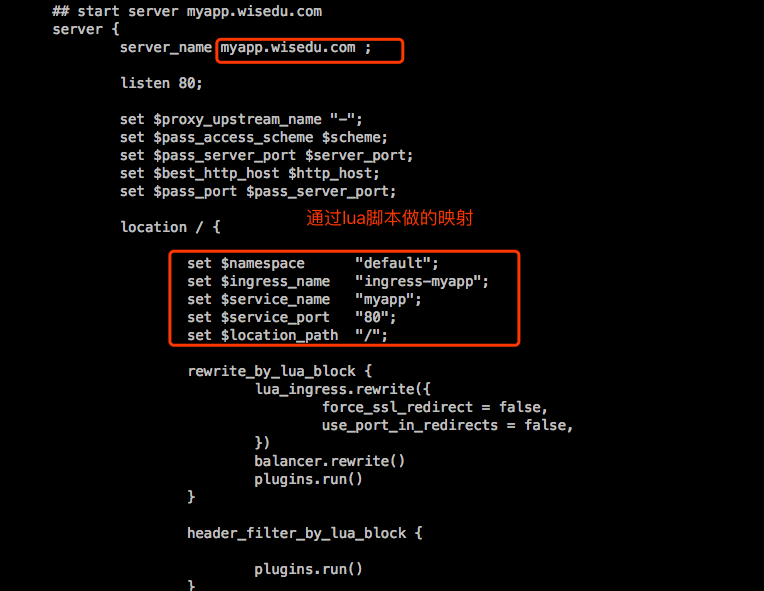 ## start server myapp.wisedu.com
server {
server_name myapp.wisedu.com ;
listen 80;
set $proxy_upstream_name "-";
set $pass_access_scheme $scheme;
set $pass_server_port $server_port;
set $best_http_host $http_host;
set $pass_port $pass_server_port;
通过lua脚本做的映射
location / {
set $namespace "default";
set $ingress_name "ingress-myapp";
set $service_name "myapp";
set $service_port "80";
set $location_path "/";
rewrite_by_lua_block {
lua_ingress.rewrite({
force_ssl_redirect = false,
use_port_in_redirects = false,
})
balancer.rewrite()
plugins.run()
}
header_filter_by_lua_block {
plugins.run()
}